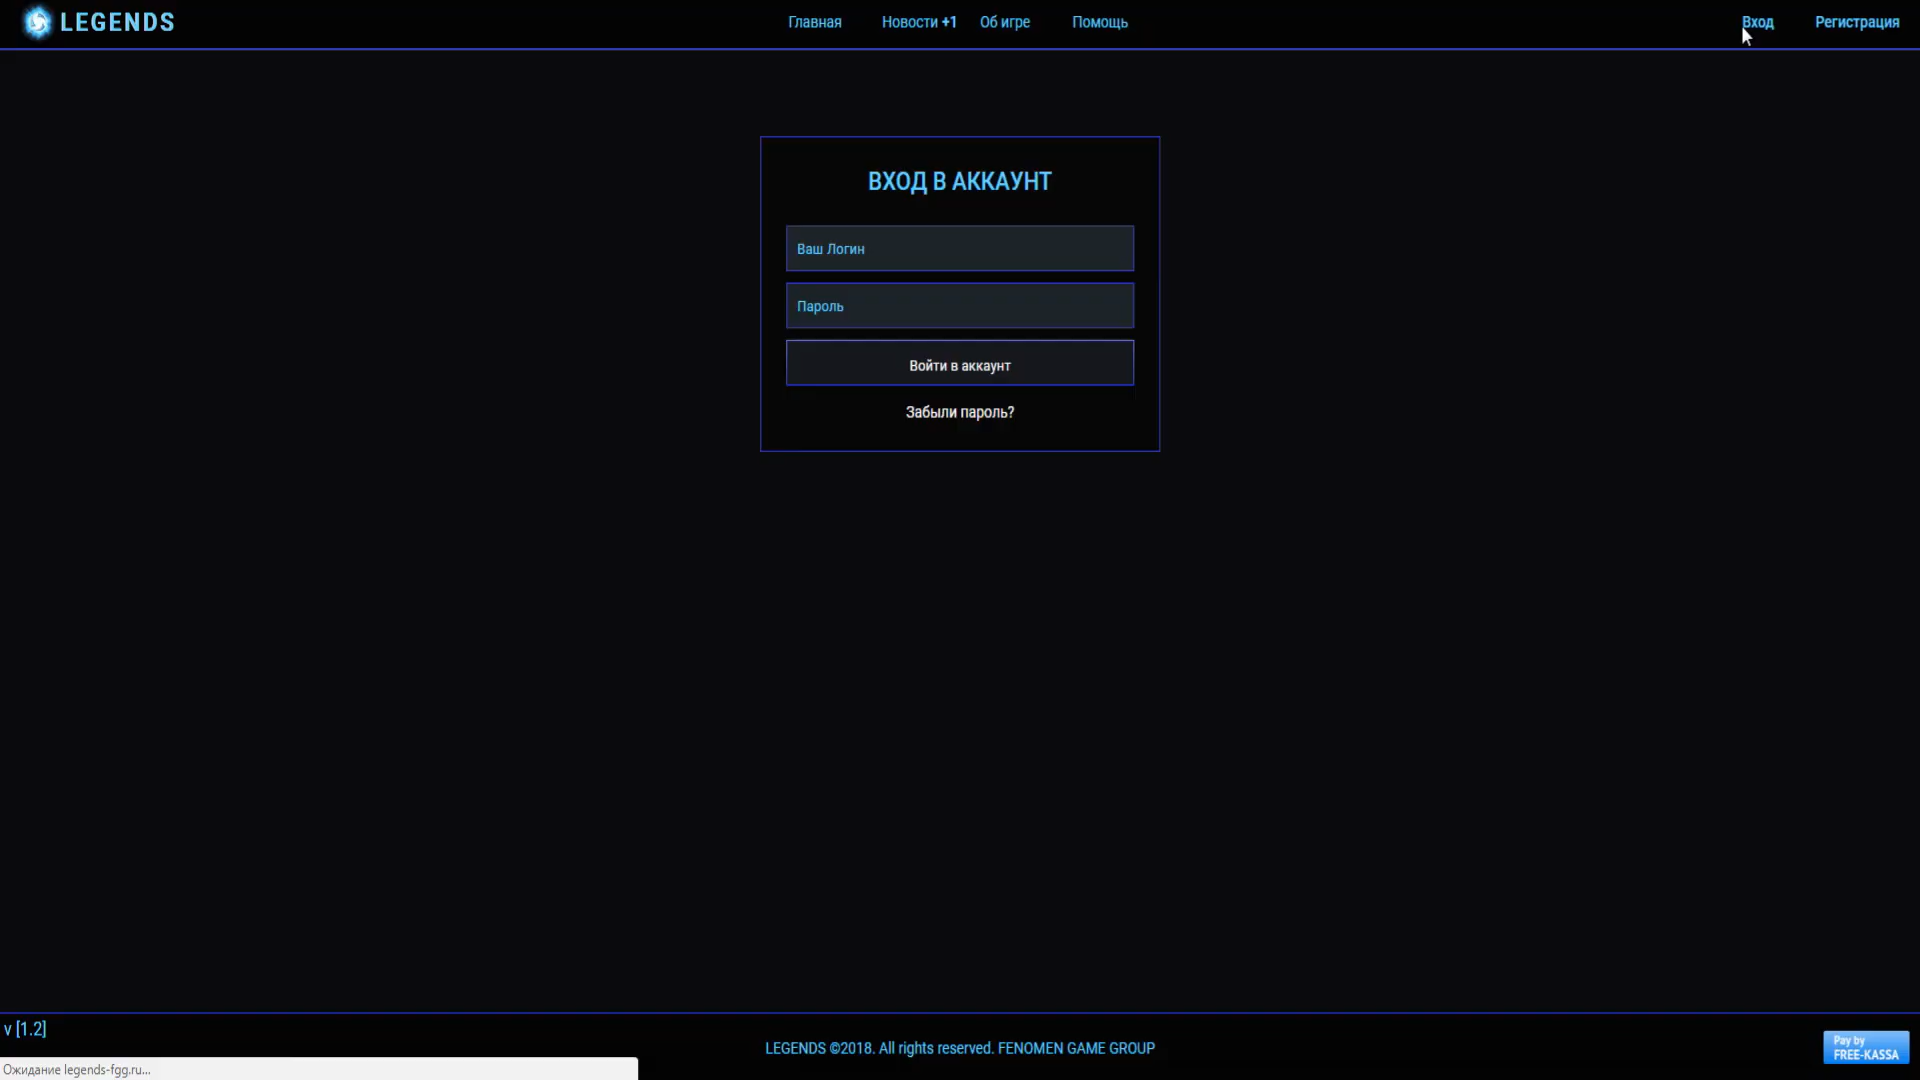 LEGENDS
Главная Новости +1 Об игре Помощь
Вход Регистрация
ВХОД В АККАУНТ
Ваш Логин
Пароль
Войти в аккаунт
Забыли пароль?
v [1.2]
LEGENDS ©2018. All rights reserved. FENOMEN GAME GROUP
Pay by
FREE-KASSA
Ожидание legends-fgg.ru...